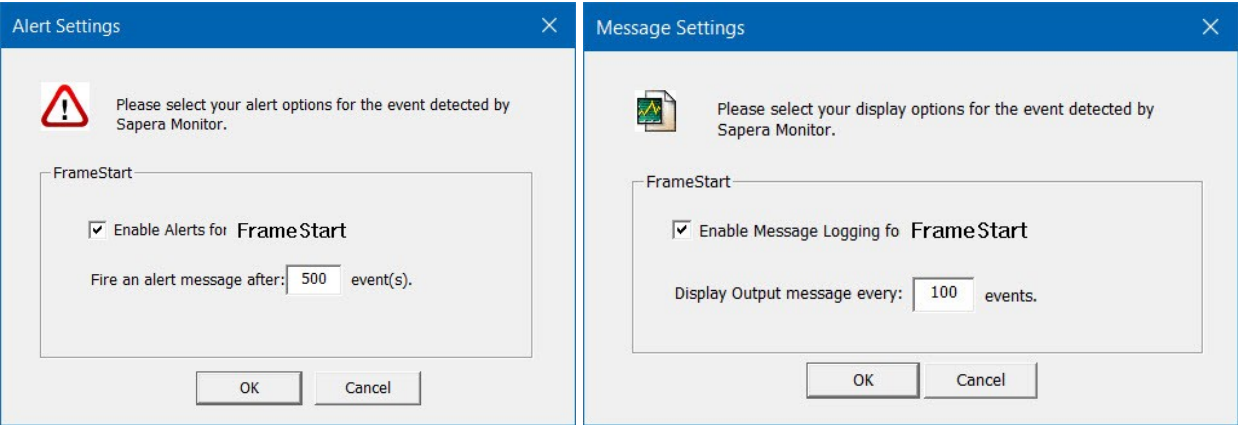 Alert Settings
Please select your alert options for the event detected by
Sapera Monitor.
FrameStart
Enable Alerts for FrameStart
Fire an alert message after: 500 event(s).
OK Cancel
Message Settings
Please select your display options for the event detected by
Sapera Monitor.
FrameStart
Enable Message Logging fo FrameStart
Display Output message every: 100 events.
OK Cancel